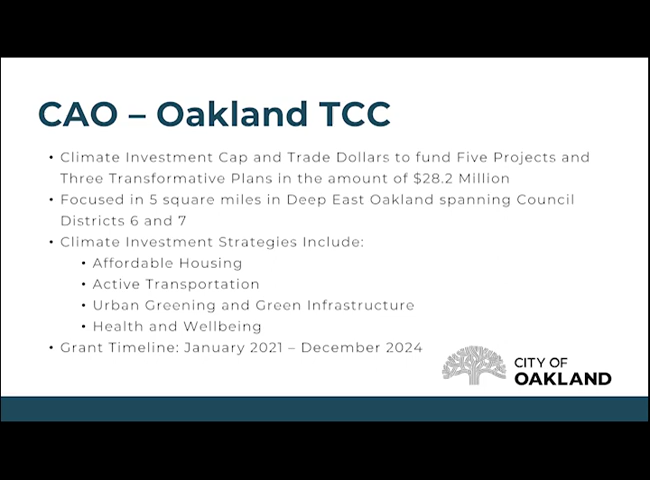 CAO – Oakland TCC
• Climate Investment Cap and Trade Dollars to fund Five Projects and
Three Transformative Plans in the amount of $28.2 Million
• Focused in 5 square miles in Deep East Oakland spanning Council
Districts 6 and 7
• Climate Investment Strategies Include:
• Affordable Housing
• Active Transportation
• Urban Greening and Green Infrastructure
• Health and Wellbeing
• Grant Timeline: January 2021 – December 2024
CITY OF
OAKLAND